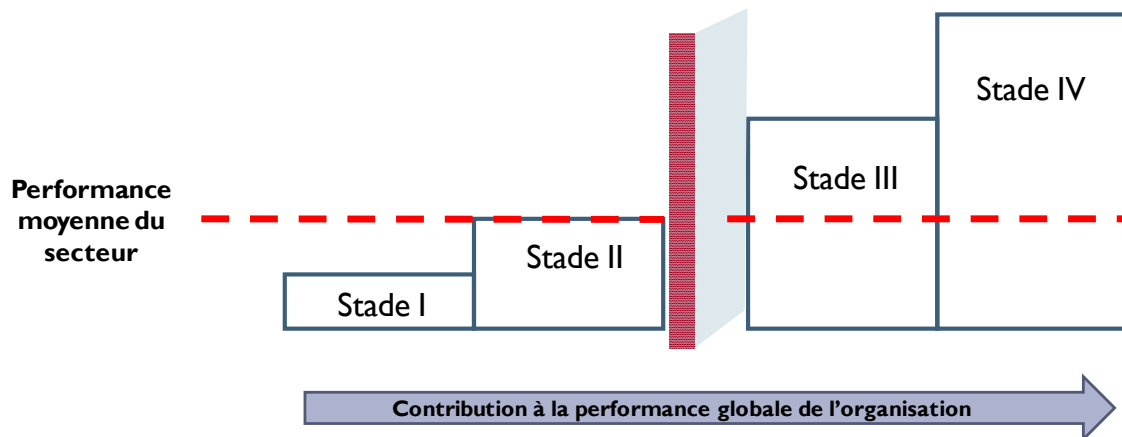 Stade IV
Stade III
Performance
moyenne du
secteur
Stade II
Stade I
Contribution à la performance globale de l'organisation